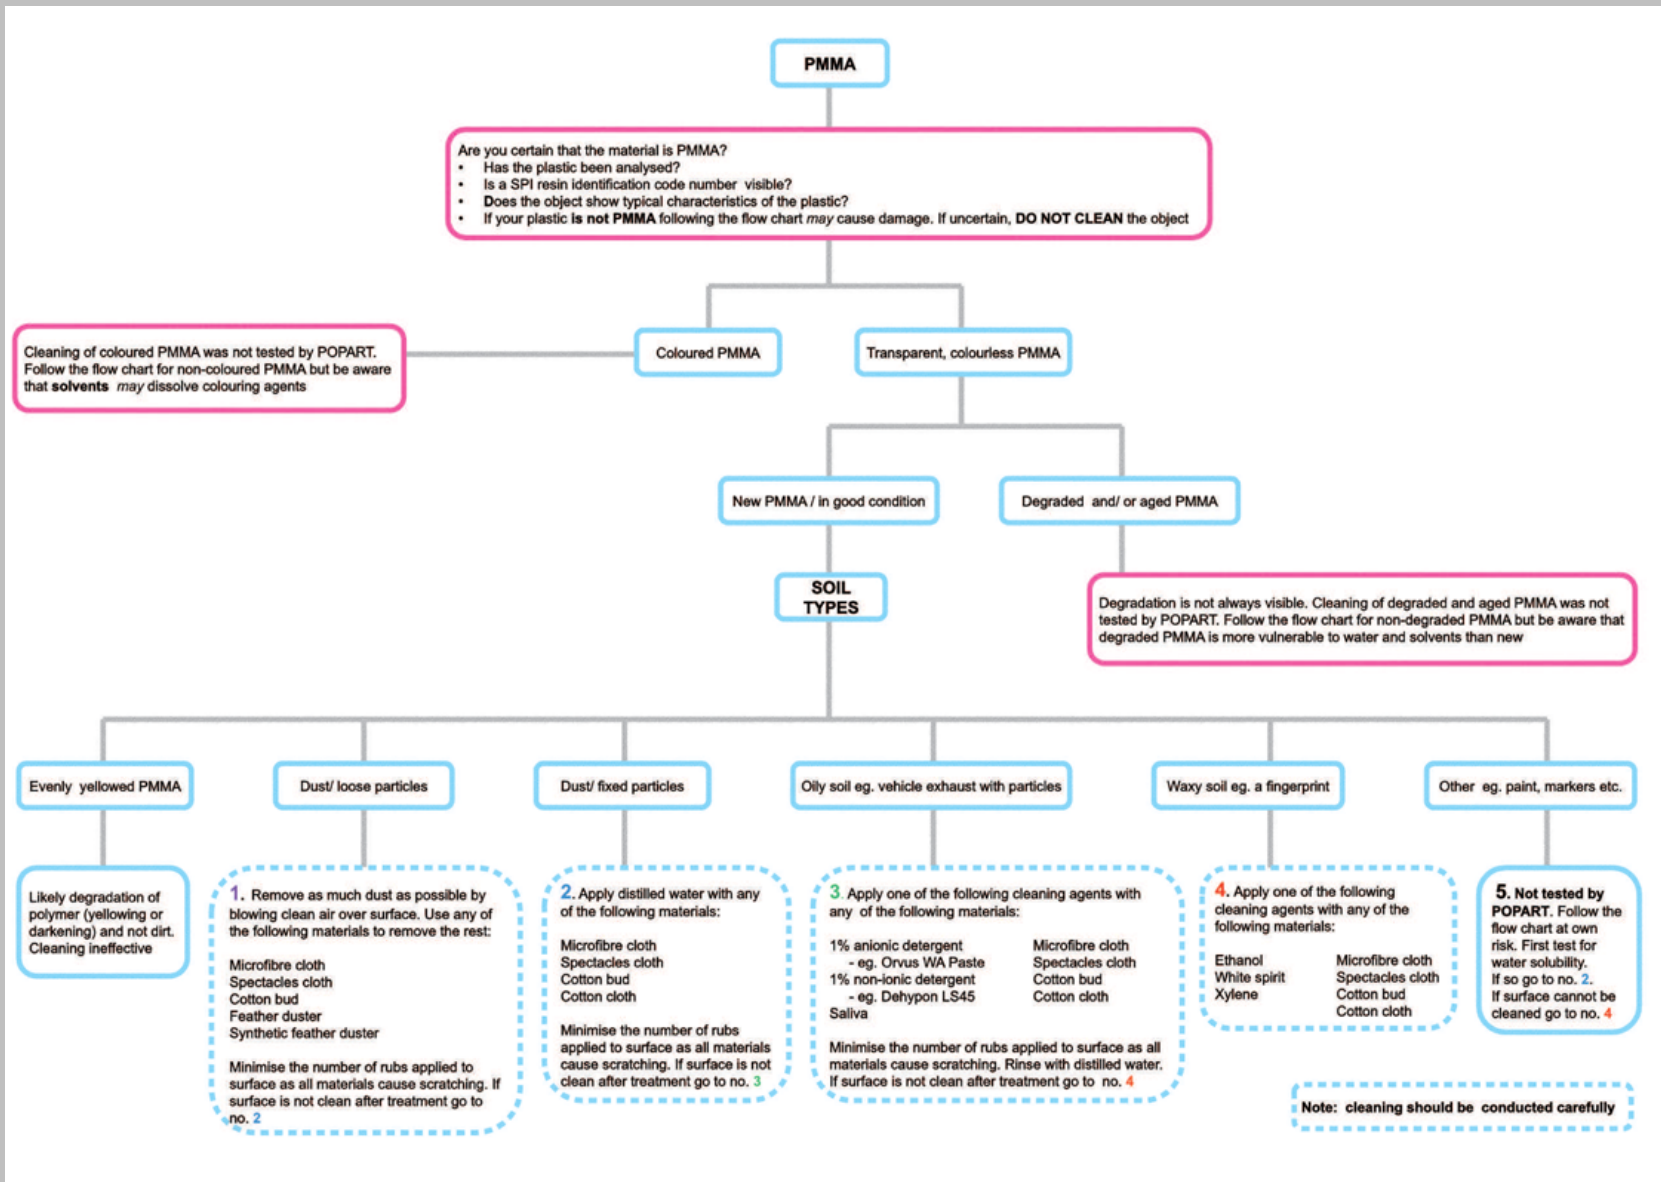 PMMA
Are you certain that the material is PMMA?
• Has the plastic been analysed?
• Is a SPI resin identification code number visible?
• Does the object show typical characteristics of the plastic?
• If your plastic is not PMMA following the flow chart may cause damage. If uncertain, DO NOT CLEAN the object
Cleaning of coloured PMMA was not tested by POPART.
Follow the flow chart for non-coloured PMMA but be aware
that solvents may dissolve colouring agents
Coloured PMMA
Transparent, colourless PMMA
New PMMA / in good condition
Degraded and/ or aged PMMA
SOIL
TYPES
Degradation is not always visible. Cleaning of degraded and aged PMMA was not
tested by POPART. Follow the flow chart for non-degraded PMMA but be aware that
degraded PMMA is more vulnerable to water and solvents than new
Evenly yellowed PMMA
Dust/ loose particles
Dust/ fixed particles
Oily soil eg. vehicle exhaust with particles
Waxy soil eg. a fingerprint
Other eg. paint, markers etc.
Likely degradation of
polymer (yellowing or
darkening) and not dirt.
Cleaning ineffective
1. Remove as much dust as possible by
blowing clean air over surface. Use any of
the following materials to remove the rest:
Microfibre cloth
Spectacles cloth
Cotton bud
Feather duster
Synthetic feather duster
Minimise the number of rubs applied to
surface as all materials cause scratching. If
surface is not clean after treatment go to
no. 2
2. Apply distilled water with any
of the following materials:
Microfibre cloth
Spectacles cloth
Cotton bud
Cotton cloth
Minimise the number of rubs
applied to surface as all materials
cause scratching. If surface is not
clean after treatment go to no. 3
3. Apply one of the following cleaning agents with
any of the following materials:
1% anionic detergent
- eg. Orvus WA Paste
1% non-ionic detergent
- eg. Dehypon LS45
Saliva
Microfibre cloth
Spectacles cloth
Cotton bud
Cotton cloth
Minimise the number of rubs applied to surface as all
materials cause scratching. Rinse with distilled water.
If surface is not clean after treatment go to no. 4
4. Apply one of the following
cleaning agents with any of the
following materials:
Ethanol
White spirit
Xylene
Microfibre cloth
Spectacles cloth
Cotton bud
Cotton cloth
5. Not tested by
POPART. Follow the
flow chart at own
risk. First test for
water solubility.
If so go to no. 2.
If surface cannot be
cleaned go to no. 4
Note: cleaning should be conducted carefully